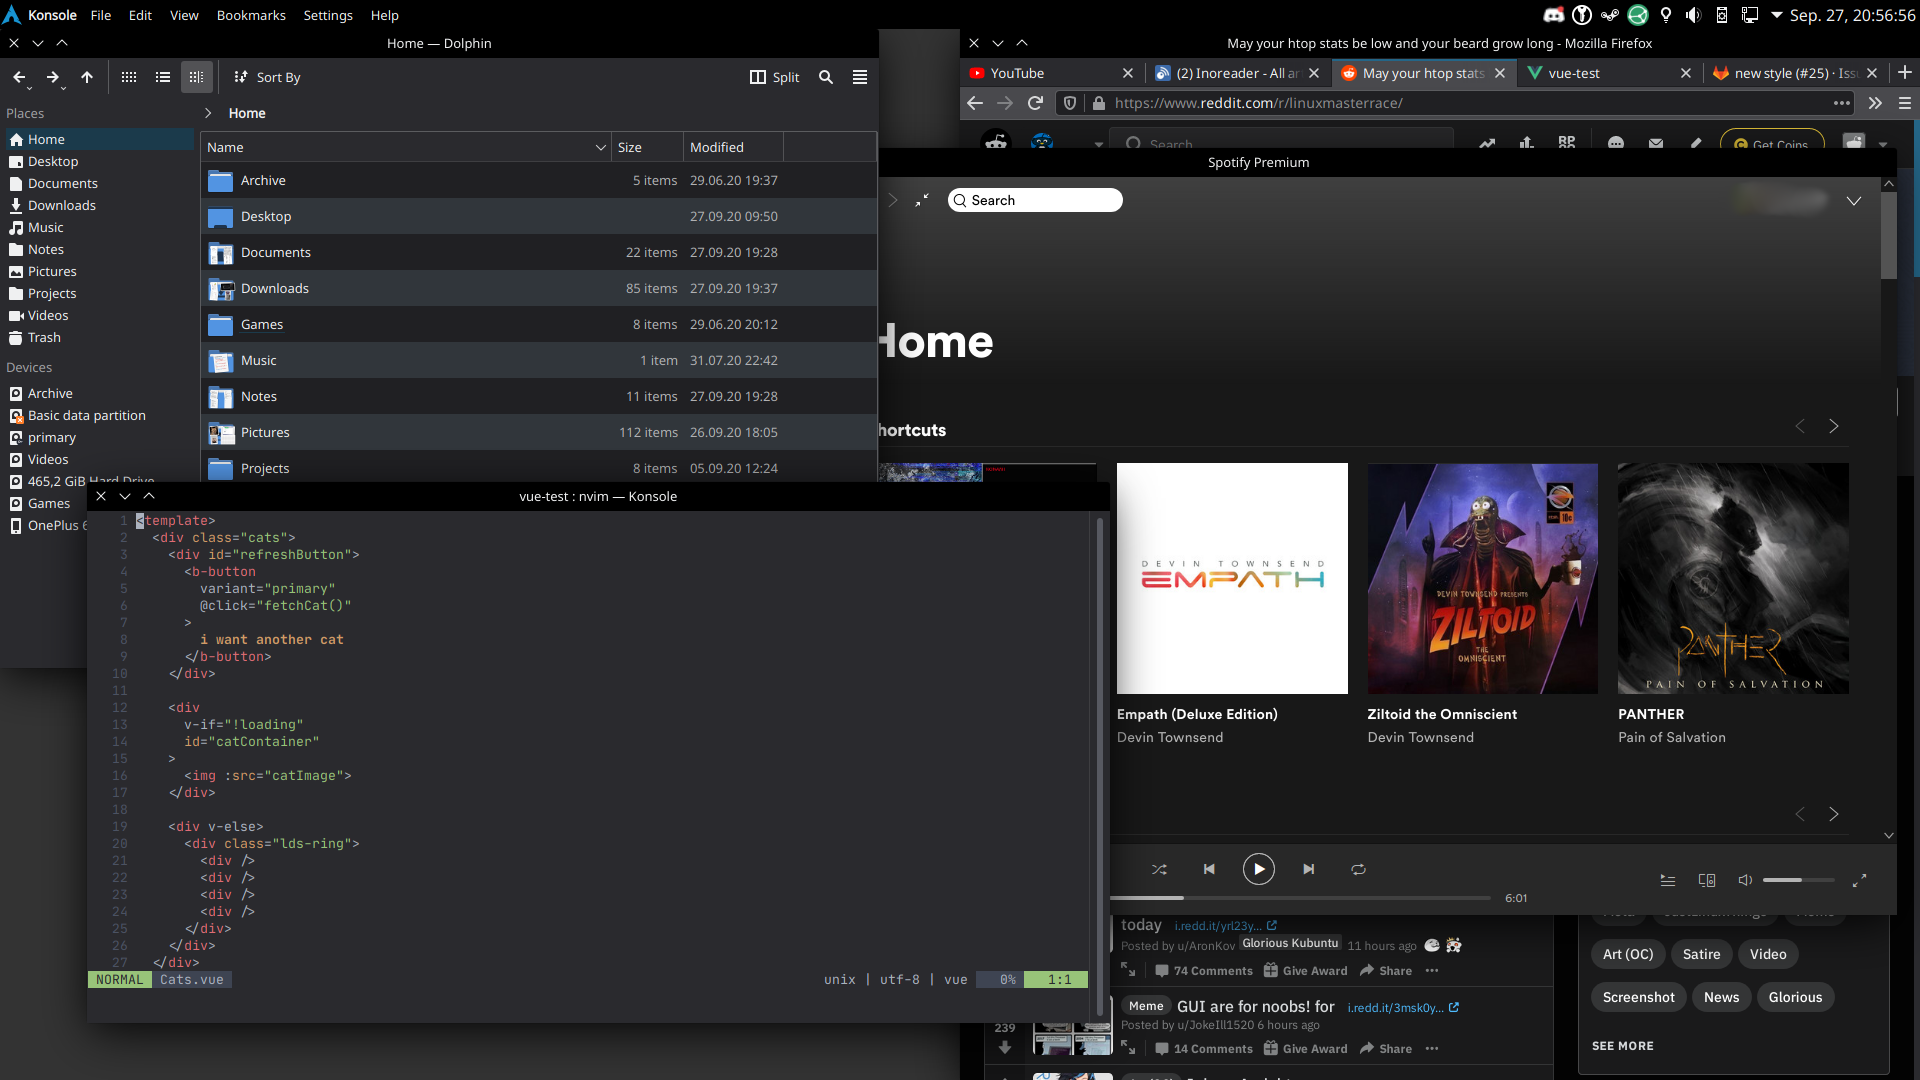 Konsole File Edit View Bookmarks Settings Help
Sep. 27, 20:56:56
Home — Dolphin
Sort By
Split
Places
Home
Desktop
Documents
Downloads
Music
Notes
Pictures
Projects
Videos
Trash
Devices
Archive
Basic data partition
primary
Videos
465,2 GiB Hard Drive
Games
OnePlus 6
Home
Name Size Modified
Archive 5 items 29.06.20 19:37
Desktop 27.09.20 09:50
Documents 22 items 27.09.20 19:28
Downloads 85 items 27.09.20 19:37
Games 8 items 29.06.20 20:12
Music 1 item 31.07.20 22:42
Notes 11 items 27.09.20 19:28
Pictures 112 items 26.09.20 18:05
Projects 8 items 05.09.20 12:24
May your htop stats be low and your beard grow long - Mozilla Firefox
YouTube
(2) Inoreader - All ar
May your htop stats
vue-test
new style (#25) · Iss
https://www.reddit.com/r/linuxmasterrace/
Search
Get Coins
Spotify Premium
Search
Home
hortcuts
DEVIN TOWNSEND
EMPATH
DEVIN TOWNSEND PRESENTS
ZILTOID
THE
OMNISCIENT
10¢
PANTHER
PAIN OF SALVATION
Empath (Deluxe Edition)
Devin Townsend
Ziltoid the Omniscient
Devin Townsend
PANTHER
Pain of Salvation
6:01
vue-test : nvim — Konsole
1 <template>
2 <div class="cats">
3 <div id="refreshButton">
4 <b-button
5 variant="primary"
6 @click="fetchCat()"
7 >
8 i want another cat
9 </b-button>
10 </div>
11
12 <div
13 v-if="!loading"
14 id="catContainer"
15 >
16 <img :src="catImage">
17 </div>
18
19 <div v-else>
20 <div class="lds-ring">
21 <div />
22 <div />
23 <div />
24 <div />
25 </div>
26 </div>
27 </div>
NORMAL Cats.vue unix | utf-8 | vue 0% 1:1
today i.redd.it/yrl23y...
Posted by u/AronKov Glorious Kubuntu 11 hours ago
74 Comments Give Award Share
Meme GUI are for noobs! for i.redd.it/3msk0y...
Posted by u/JokeIll1520 6 hours ago
239
14 Comments Give Award Share
Art (OC) Satire Video
Screenshot News Glorious
SEE MORE